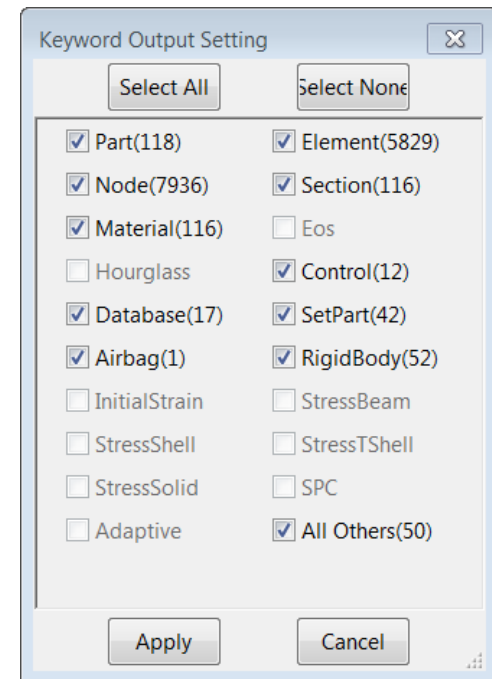 Keyword Output Setting
Select All Select None
Part(118) Element(5829)
Node(7936) Section(116)
Material(116) Eos
Hourglass Control(12)
Database(17) SetPart(42)
Airbag(1) RigidBody(52)
InitialStrain StressBeam
StressShell StressTShell
StressSolid SPC
Adaptive All Others(50)
Apply Cancel